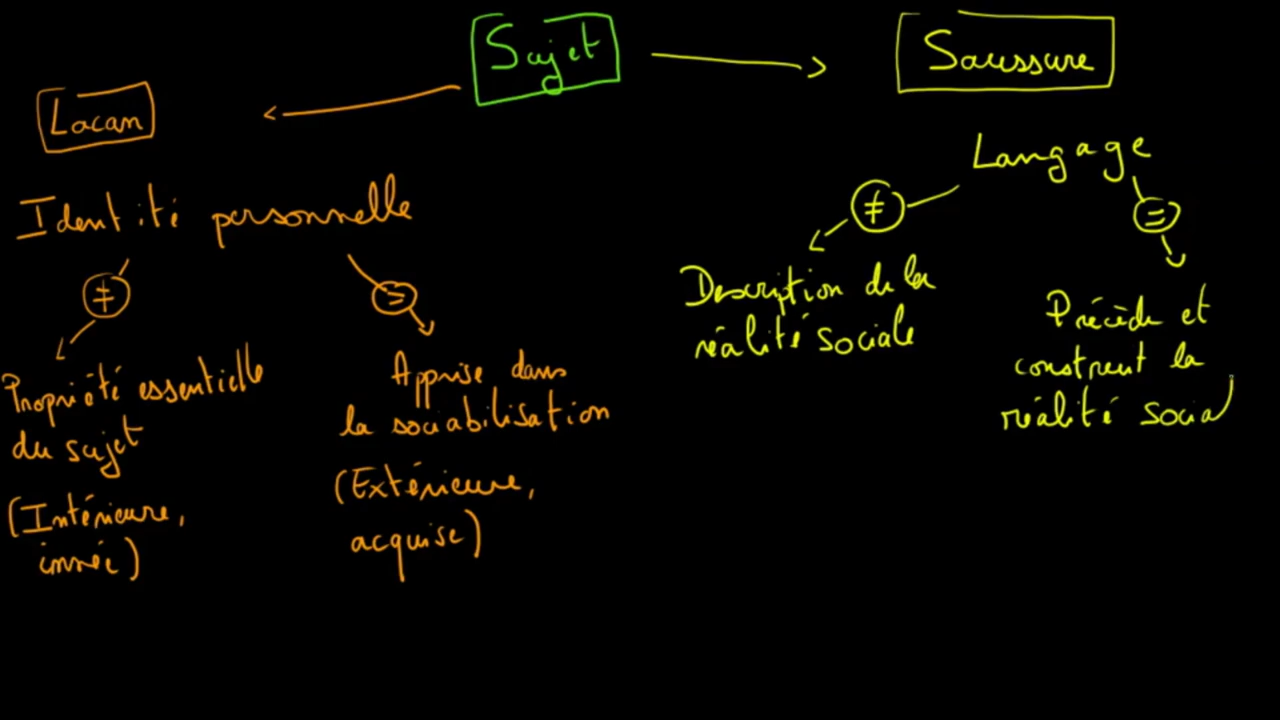 Sujet
Lacan
Identité personnelle
≠
=
Propriété essentielle
du sujet
(Intérieure,
innée)
Apprise dans
la sociabilisation
(Extérieure,
acquise)
Saussure
Langage
≠
=
Description de la
réalité sociale
Précède et
construit la
réalité social